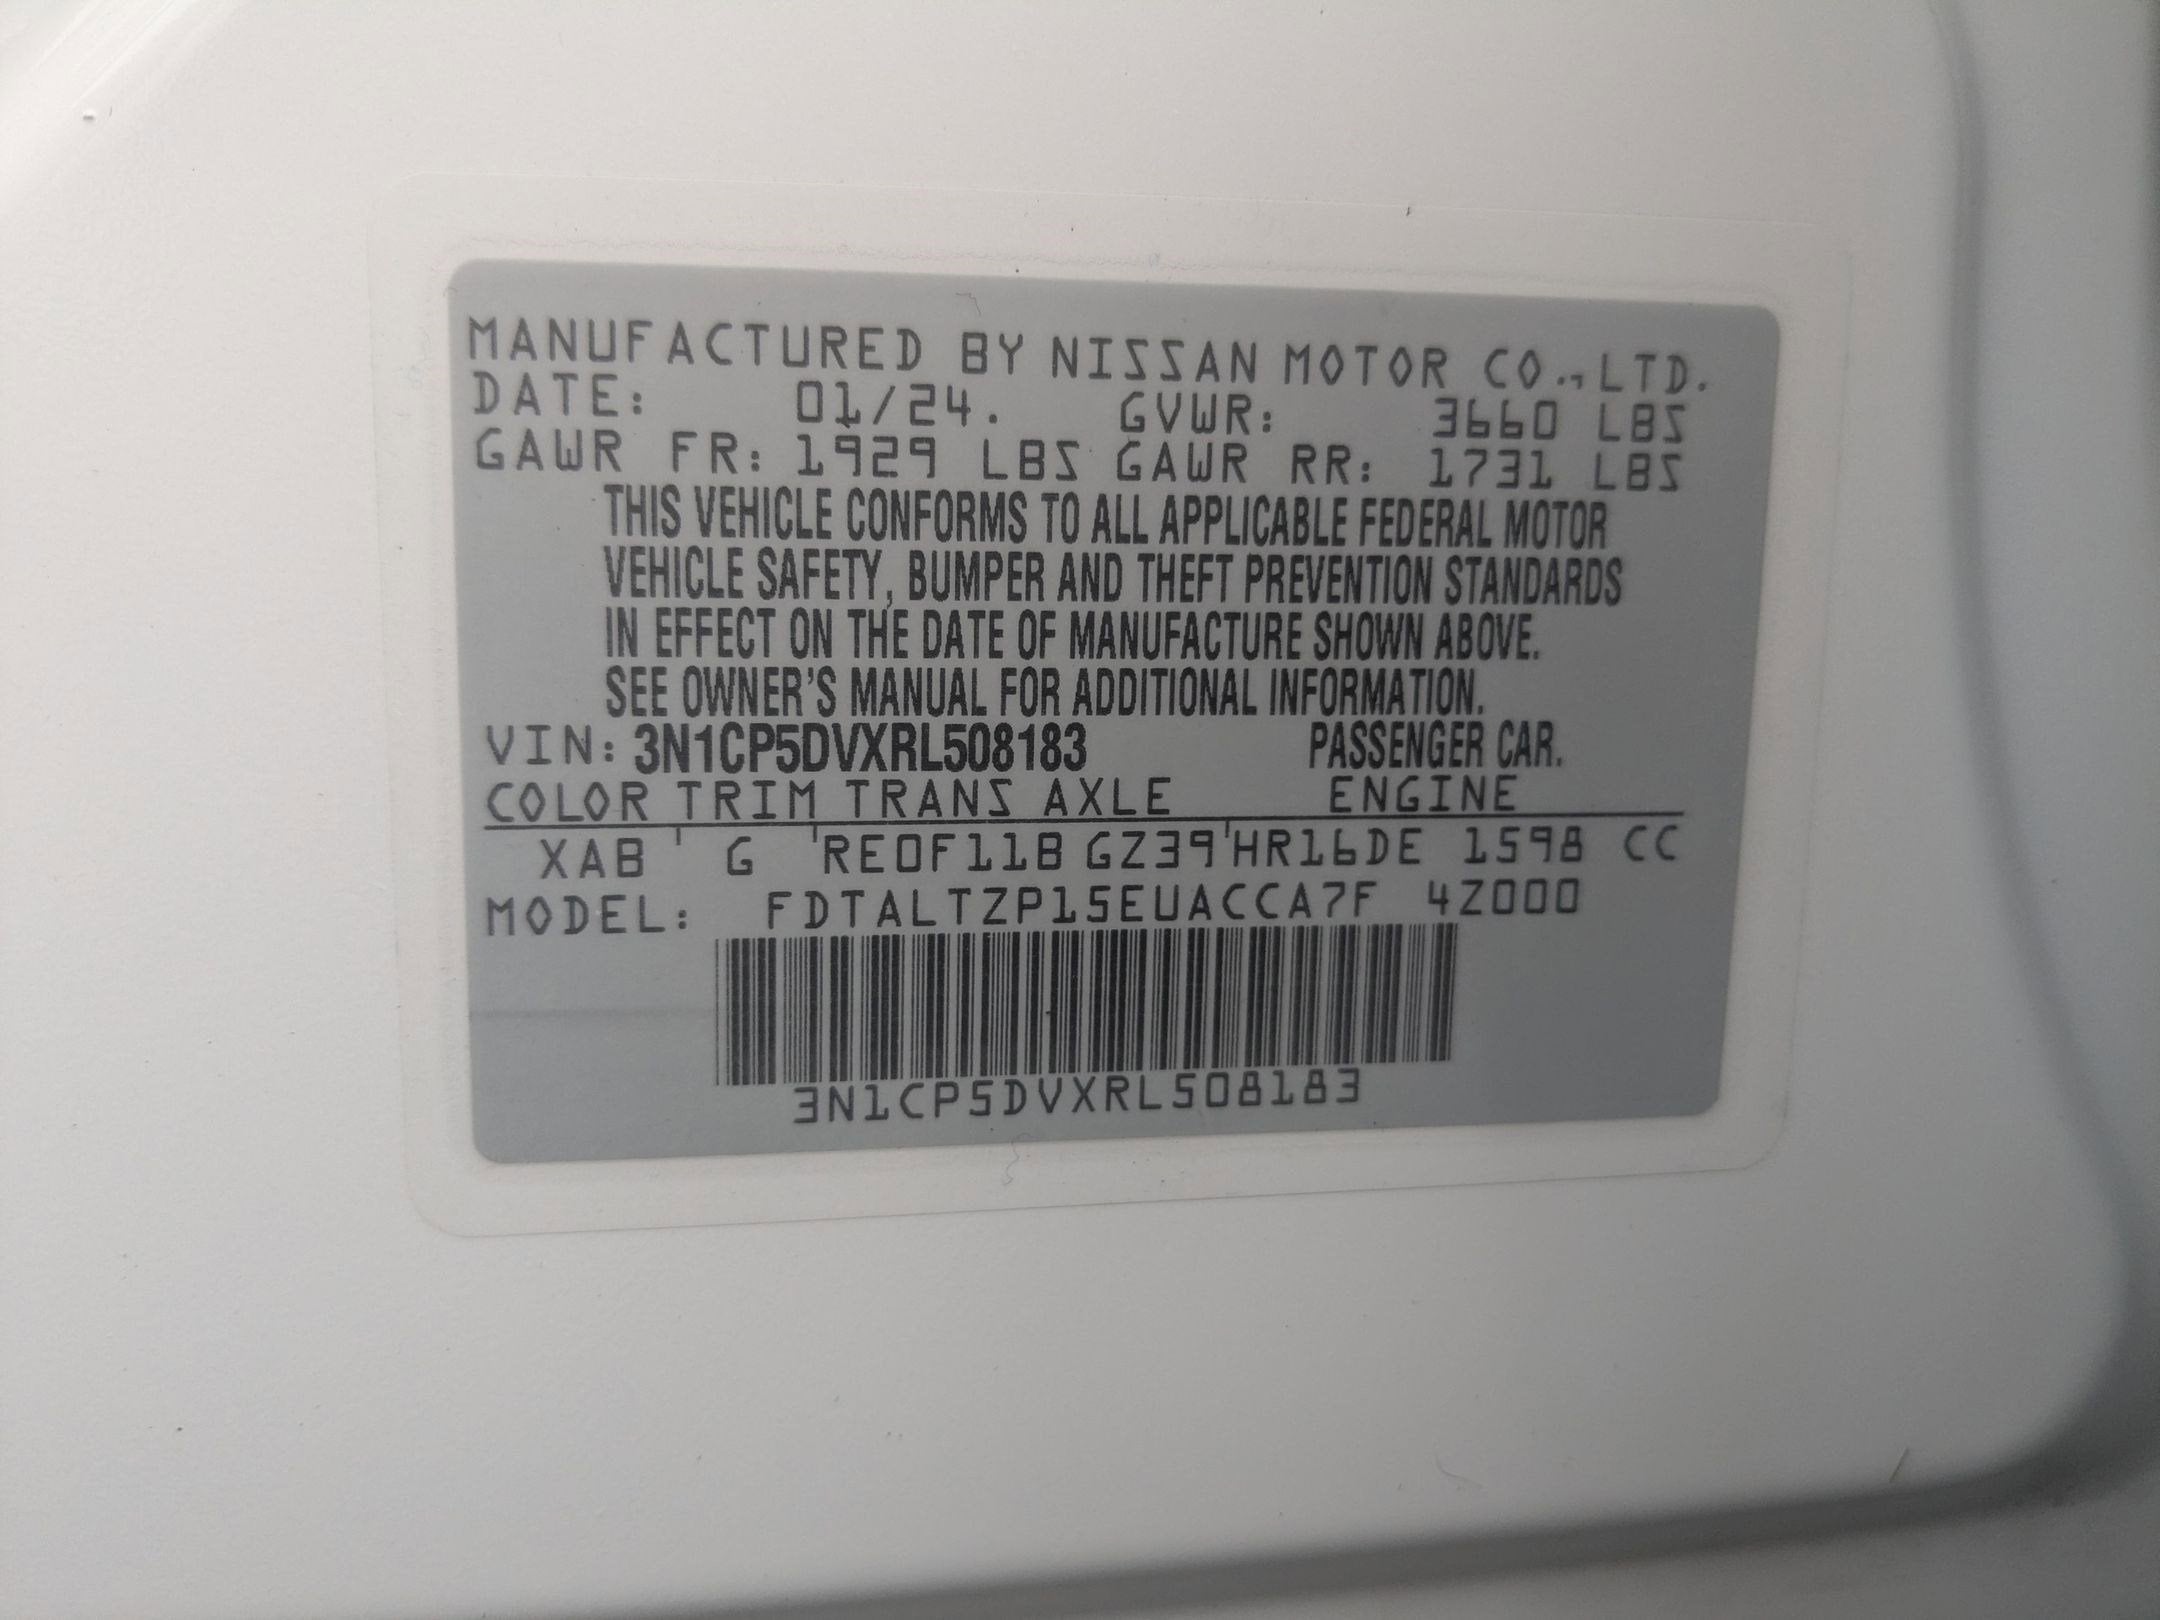 MANUFACTURED BY NISSAN MOTOR CO.,LTD.
DATE: 01/24. GVWR: 3660 LBS
GAWR FR: 1929 LBS GAWR RR: 1731 LBS
THIS VEHICLE CONFORMS TO ALL APPLICABLE FEDERAL MOTOR
VEHICLE SAFETY, BUMPER AND THEFT PREVENTION STANDARDS
IN EFFECT ON THE DATE OF MANUFACTURE SHOWN ABOVE.
SEE OWNER'S MANUAL FOR ADDITIONAL INFORMATION.
VIN: 3N1CP5DVXRL508183 PASSENGER CAR.
COLOR TRIM TRANS AXLE ENGINE
XAB ' G 'RE0F11B GZ39'HR16DE 1598 CC
MODEL: FDTALTZP15EUACCA7F 4Z000
3N1CP5DVXRL508183